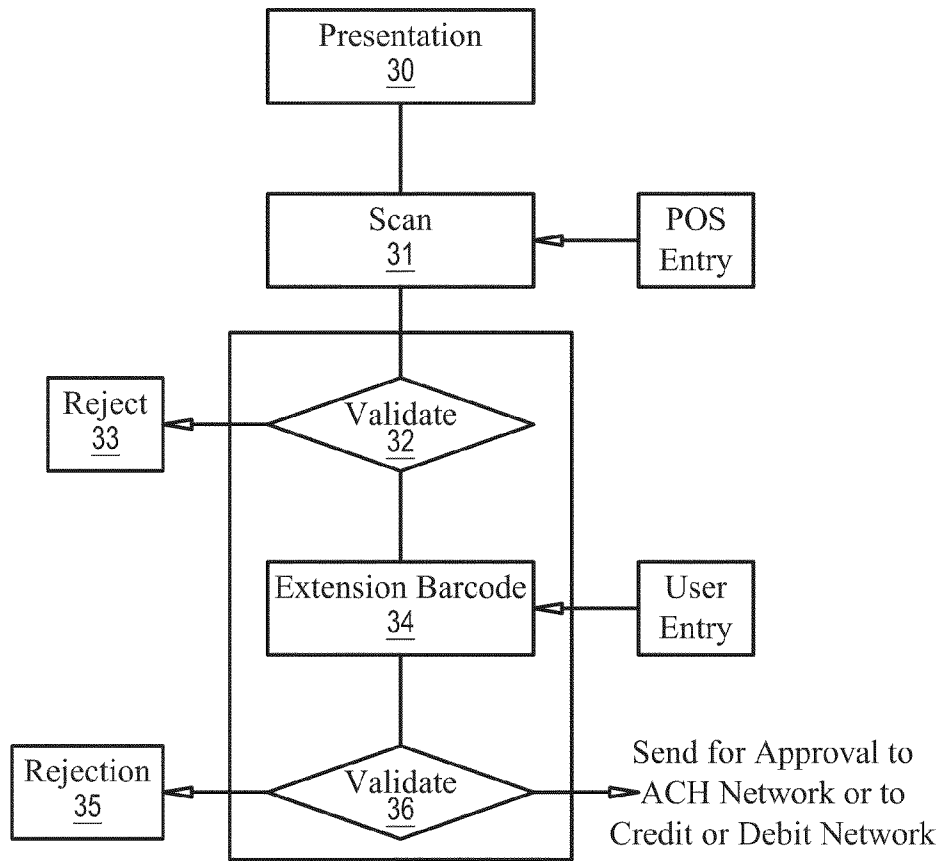 Presentation
30
Scan
31
POS
Entry
Reject
33
Validate
32
Extension Barcode
34
User
Entry
Rejection
35
Validate
36
Send for Approval to
ACH Network or to
Credit or Debit Network